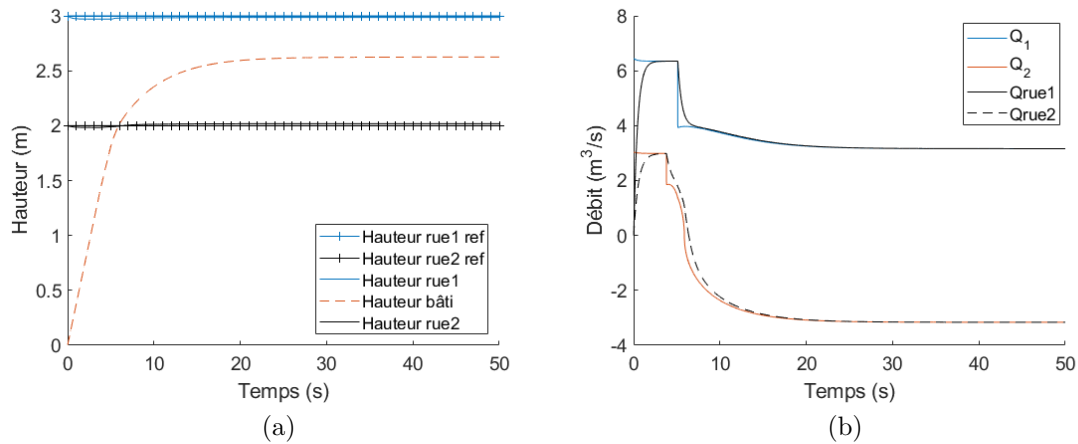 3
2.5
2
1.5
1
0.5
0
Hauteur (m)
Hauteur rue1 ref
Hauteur rue2 ref
Hauteur rue1
Hauteur bâti
Hauteur rue2
0 10 20 30 40 50
Temps (s)
(a)
8
6
4
2
0
-2
-4
Débit (m³/s)
Q₁
Q₂
Qrue1
Qrue2
0 10 20 30 40 50
Temps (s)
(b)